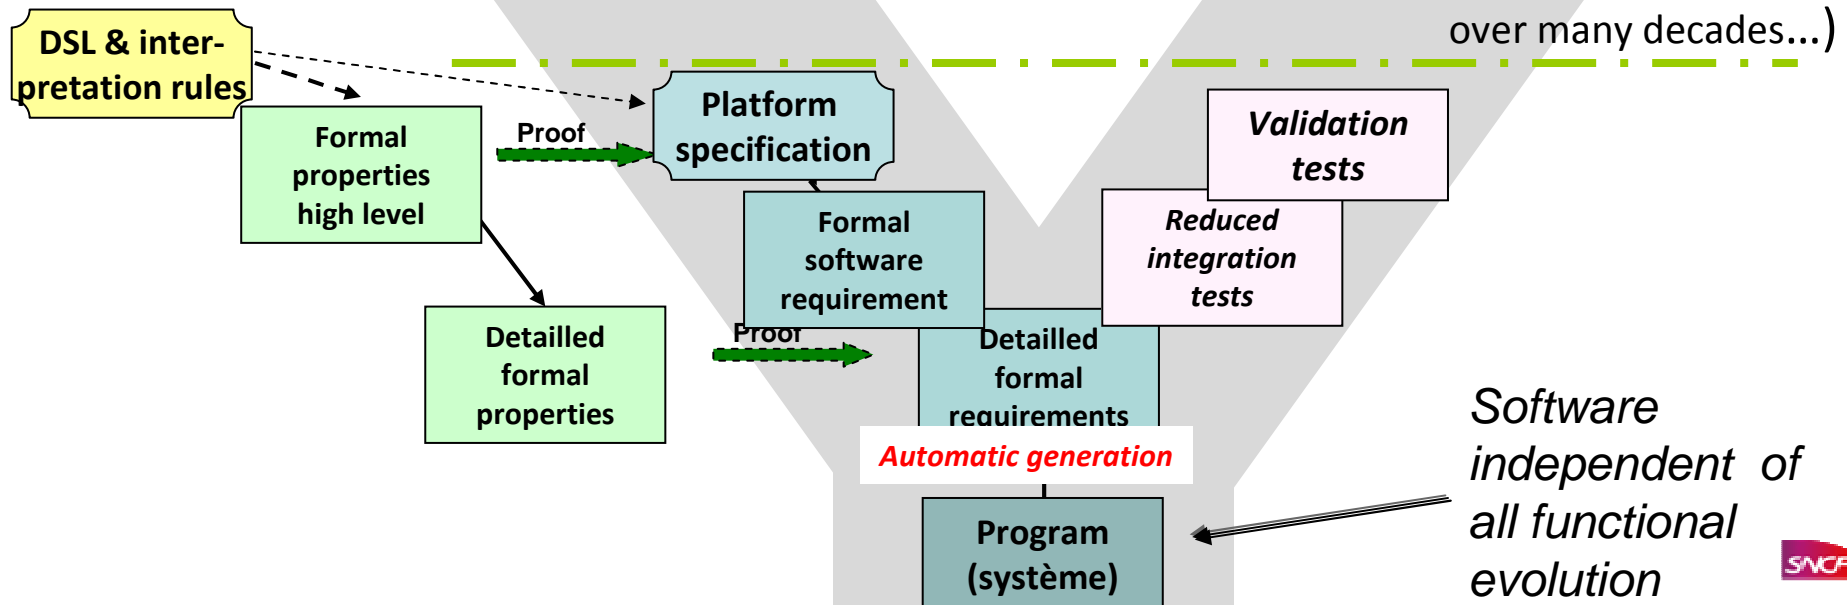 over many decades...)
DSL & inter-
pretation rules
Platform
specification
Proof
Formal
properties
high level
Validation
tests
Formal
software
requirement
Reduced
integration
tests
Detailled
formal
properties
Proof
Detailled
formal
requirements
Automatic generation
Program
(système)
Software
independent of
all functional
evolution
SNCF